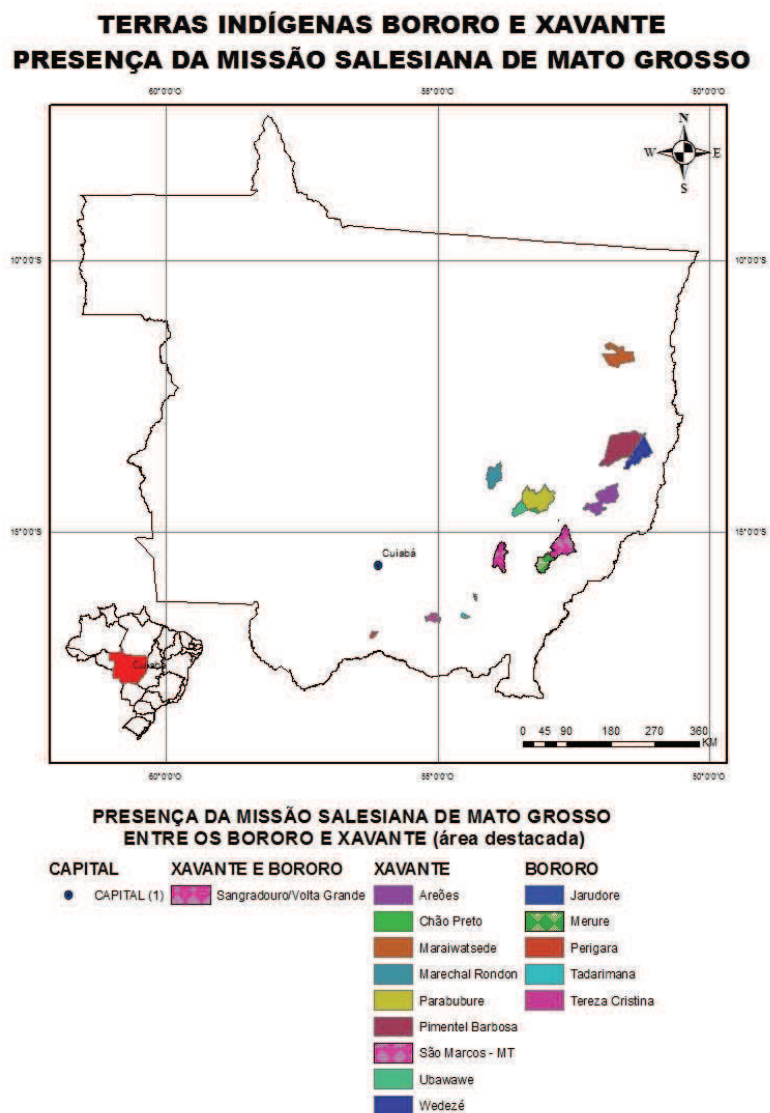 TERRAS INDÍGENAS BORORO E XAVANTE
PRESENÇA DA MISSÃO SALESIANA DE MATO GROSSO
60°0'0"O 55°0'0"O 50°0'0"O
N
W E
S
10°0'0"S 10°0'0"S
15°0'0"S 15°0'0"S
Cuiabá
Cuiabá
0 45 90 180 270 360
KM
60°0'0"O 55°0'0"O 50°0'0"O
PRESENÇA DA MISSÃO SALESIANA DE MATO GROSSO
ENTRE OS BORORO E XAVANTE (área destacada)
CAPITAL XAVANTE E BORORO XAVANTE BORORO
CAPITAL (1) Sangradouro/Volta Grande Areões Jarudore
Chão Preto Merure
Maraiwatsede Perigara
Marechal Rondon Tadarimana
Parabubure Tereza Cristina
Pimentel Barbosa
São Marcos - MT
Ubawawe
Wedezé